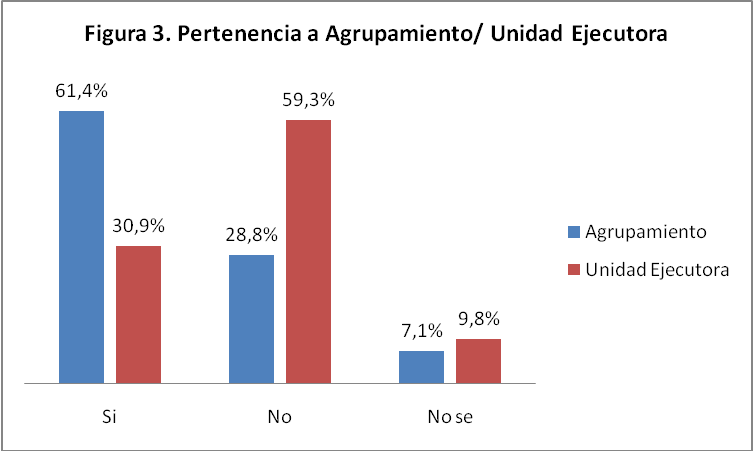 Figura 3. Pertenencia a Agrupamiento/ Unidad Ejecutora
61,4%
59,3%
30,9%
28,8%
Agrupamiento
Unidad Ejecutora
7,1%
9,8%
Si
No
No se